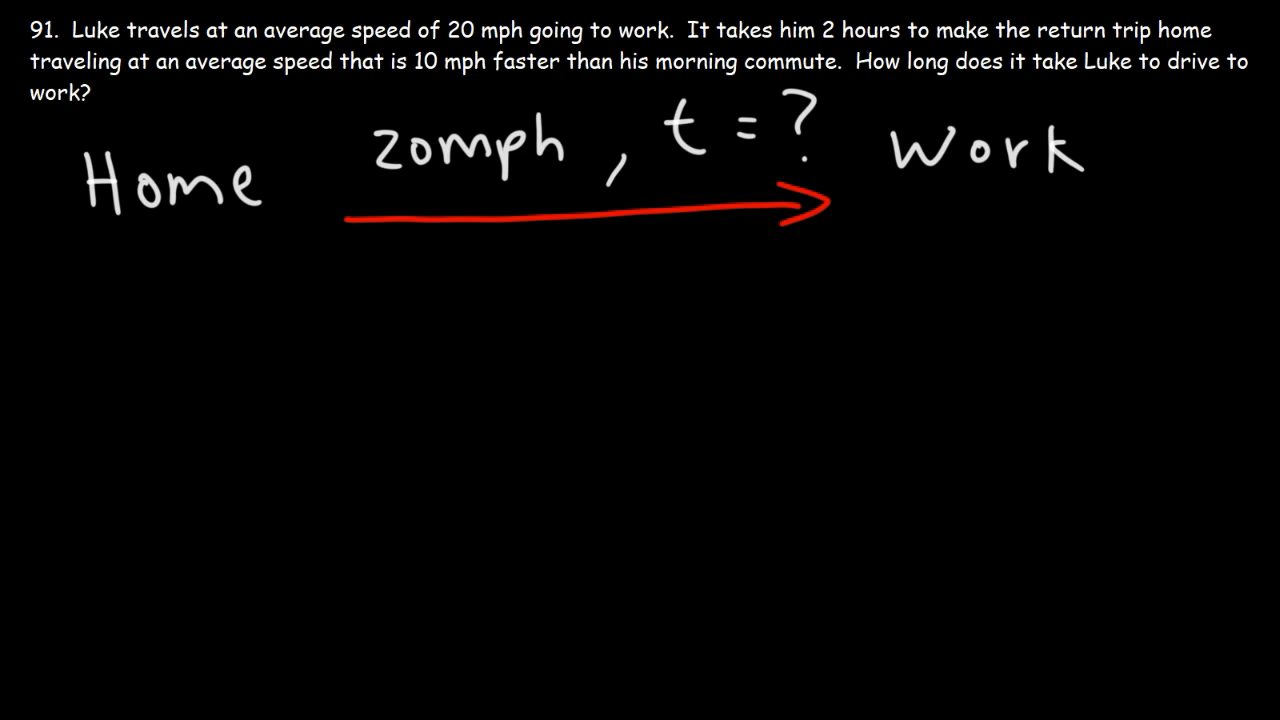 91. Luke travels at an average speed of 20 mph going to work. It takes him 2 hours to make the return trip home
traveling at an average speed that is 10 mph faster than his morning commute. How long does it take Luke to drive to
work?
Home 20mph , t = ? Work